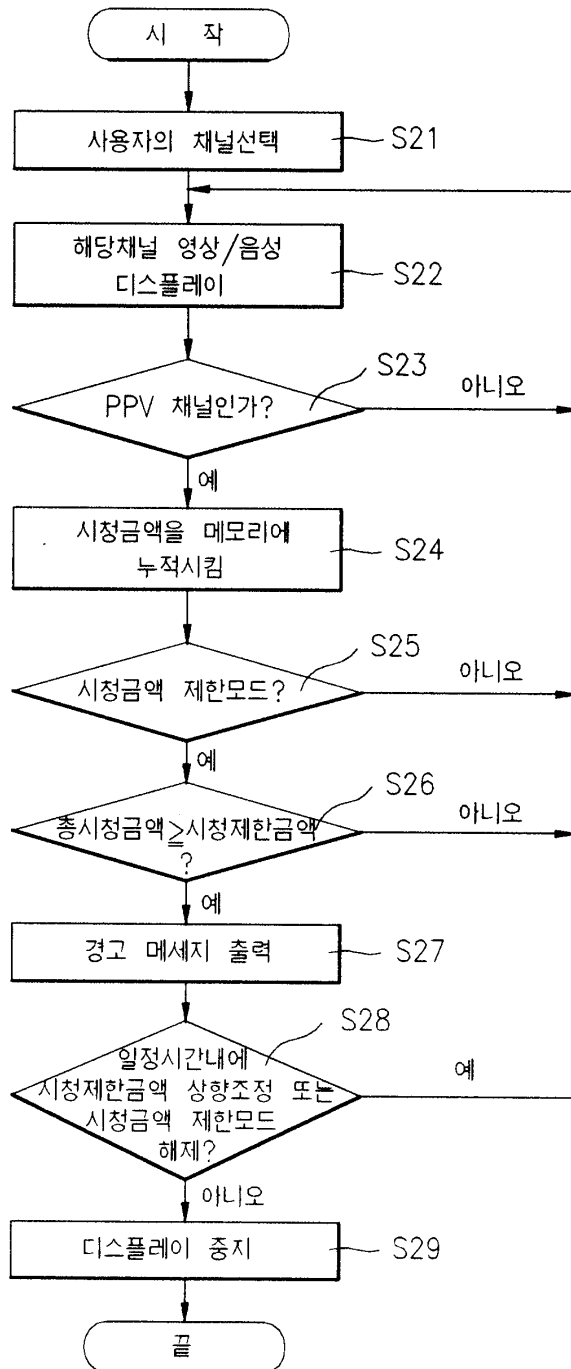 시 작
사용자의 채널선택
S21
해당채널 영상/음성
디스플레이
S22
S23
PPV 채널인가?
아니오
예
시청금액을 메모리에
누적시킴
S24
S25
시청금액 제한모드?
아니오
예
S26
총시청금액≧시청제한금액
?
아니오
예
경고 메세지 출력
S27
S28
일정시간내에
시청제한금액 상향조정 또는
시청금액 제한모드
해제?
예
아니오
디스플레이 중지
S29
끝